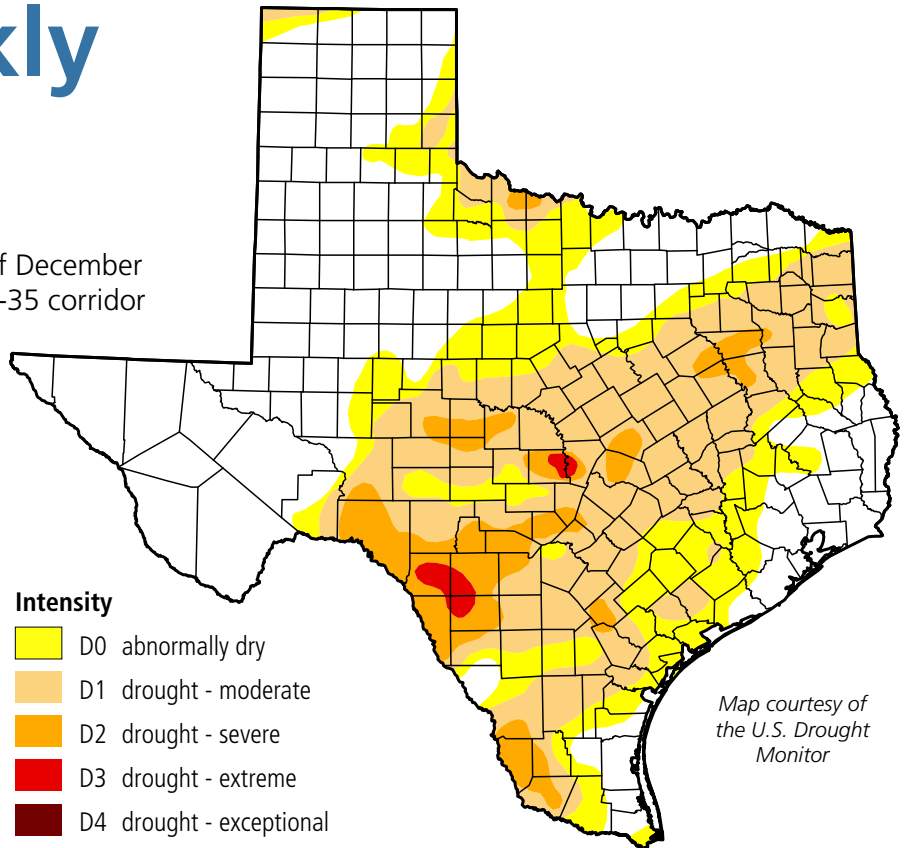 kly
f December
-35 corridor
Intensity
D0 abnormally dry
D1 drought - moderate
D2 drought - severe
D3 drought - extreme
D4 drought - exceptional
Map courtesy of
the U.S. Drought
Monitor